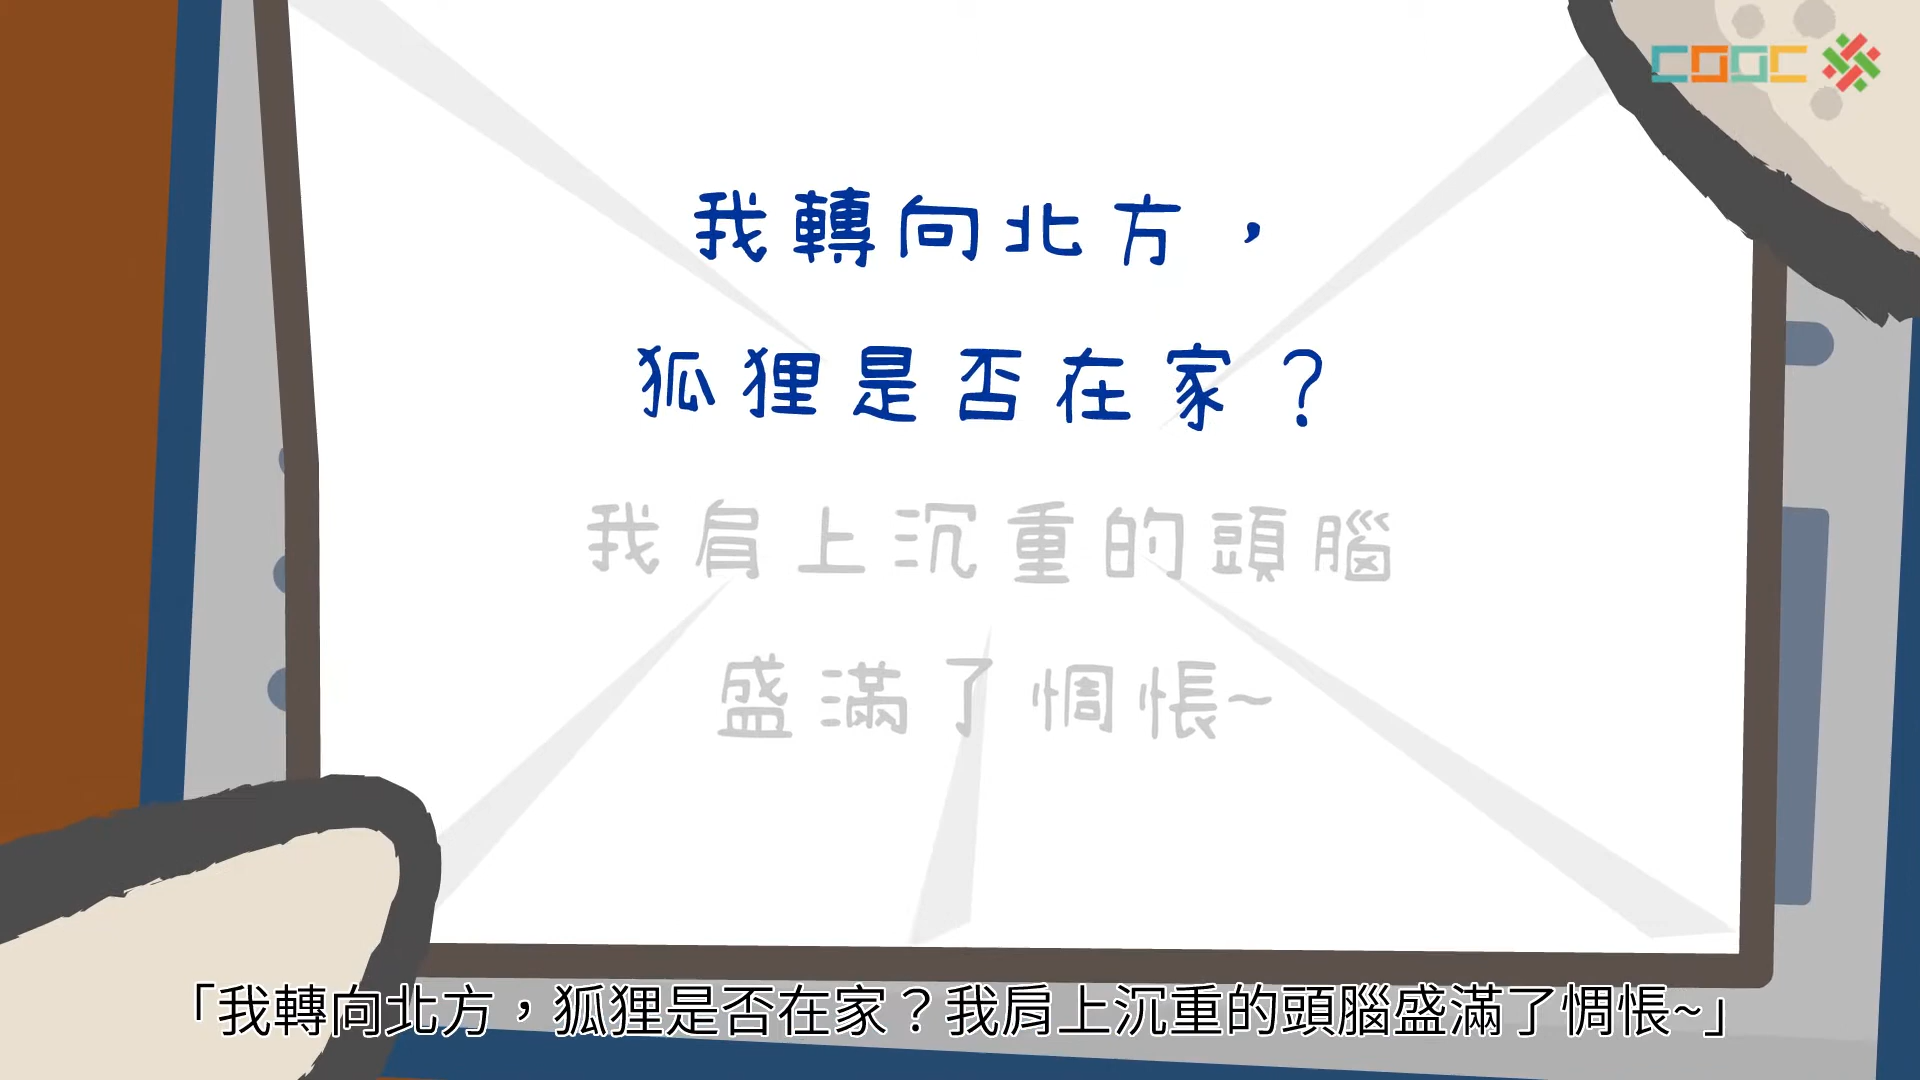 COOC
我轉向北方，
狐狸是否在家？
我肩上沉重的頭腦
盛滿了惆悵~
「我轉向北方，狐狸是否在家？我肩上沉重的頭腦盛滿了惆悵~」